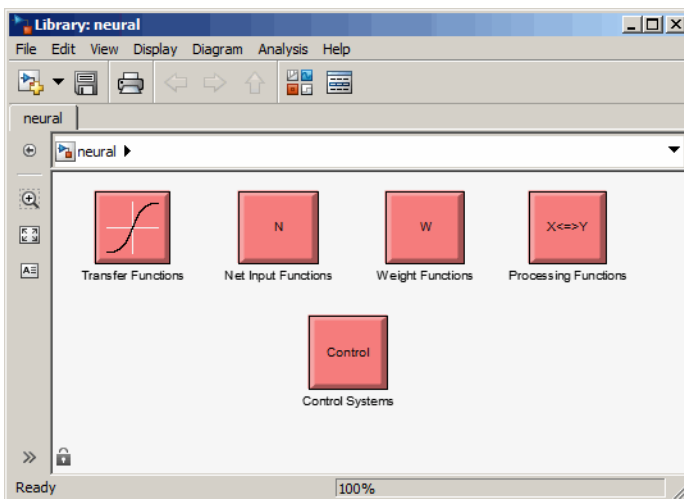 Library: neural
File Edit View Display Diagram Analysis Help
neural
neural
N
W
X<=>Y
Transfer Functions Net Input Functions Weight Functions Processing Functions
Control
Control Systems
Ready 100%